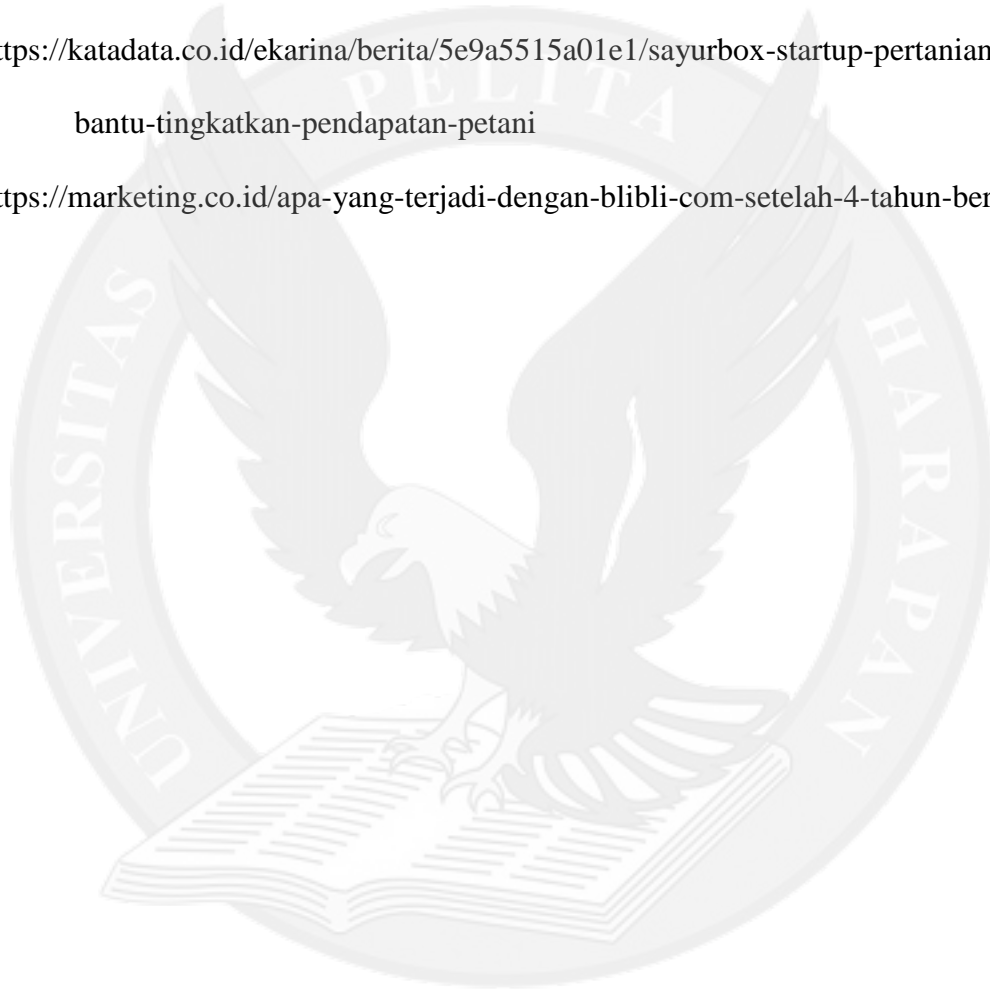 ttps://katadata.co.id/ekarina/berita/5e9a5515a01e1/sayurbox-startup-pertanian
bantu-tingkatkan-pendapatan-petani
ttps://marketing.co.id/apa-yang-terjadi-dengan-blibli-com-setelah-4-tahun-ber
UNIVERSITAS PELITA HARAPAN